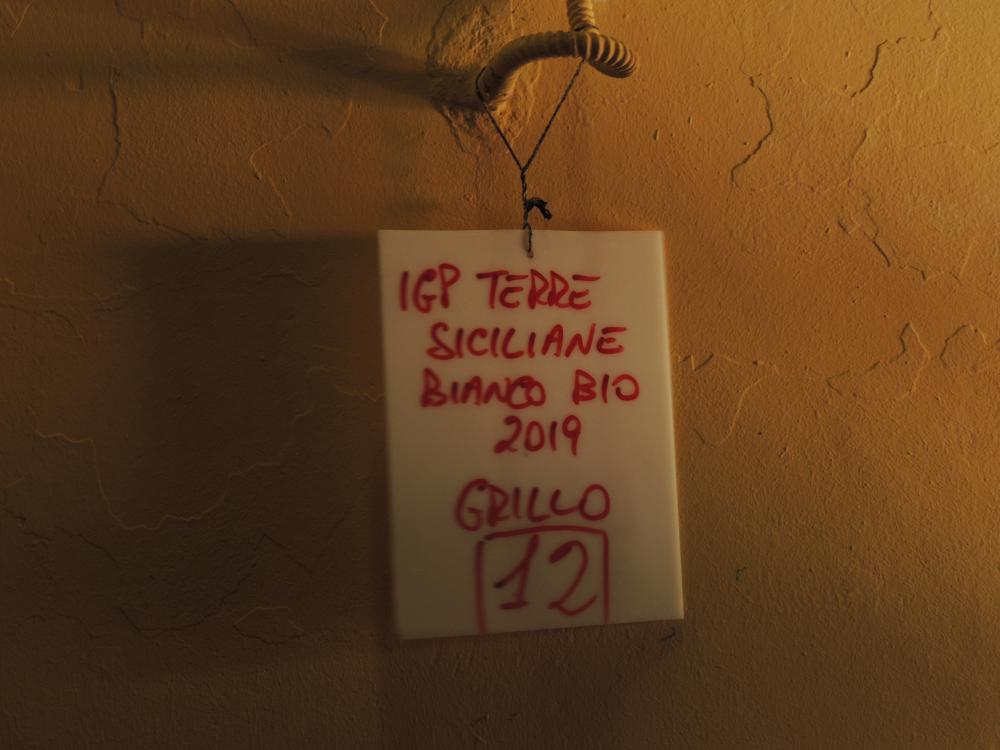 IGP TERRE
SICILIANE
BIANCO BIO
2019
GRILLO
12